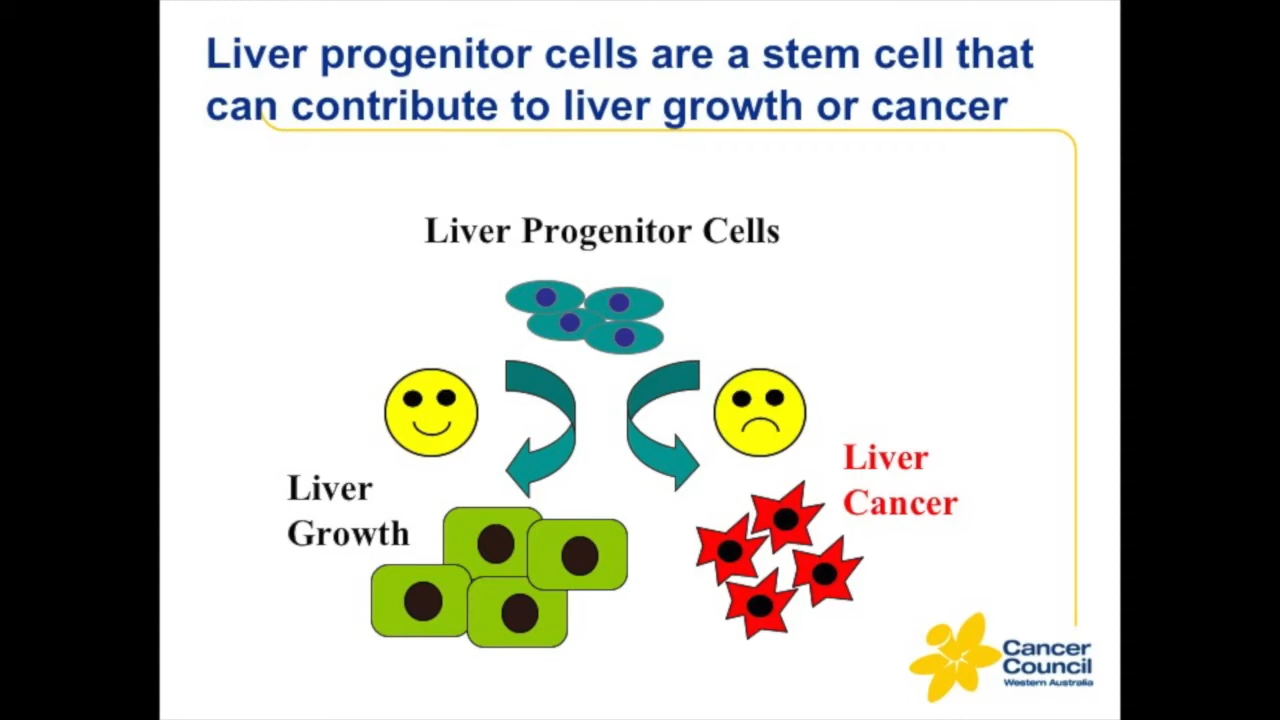 Liver progenitor cells are a stem cell that
can contribute to liver growth or cancer
Liver Progenitor Cells
Liver
Growth
Liver
Cancer
Cancer
Council
Western Australia